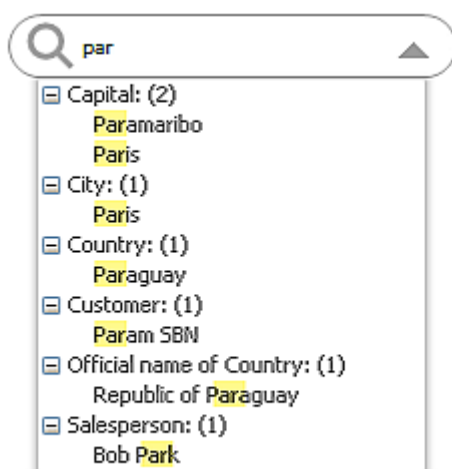 par
Capital: (2)
Paramaribo
Paris
City: (1)
Paris
Country: (1)
Paraguay
Customer: (1)
Param SBN
Official name of Country: (1)
Republic of Paraguay
Salesperson: (1)
Bob Park